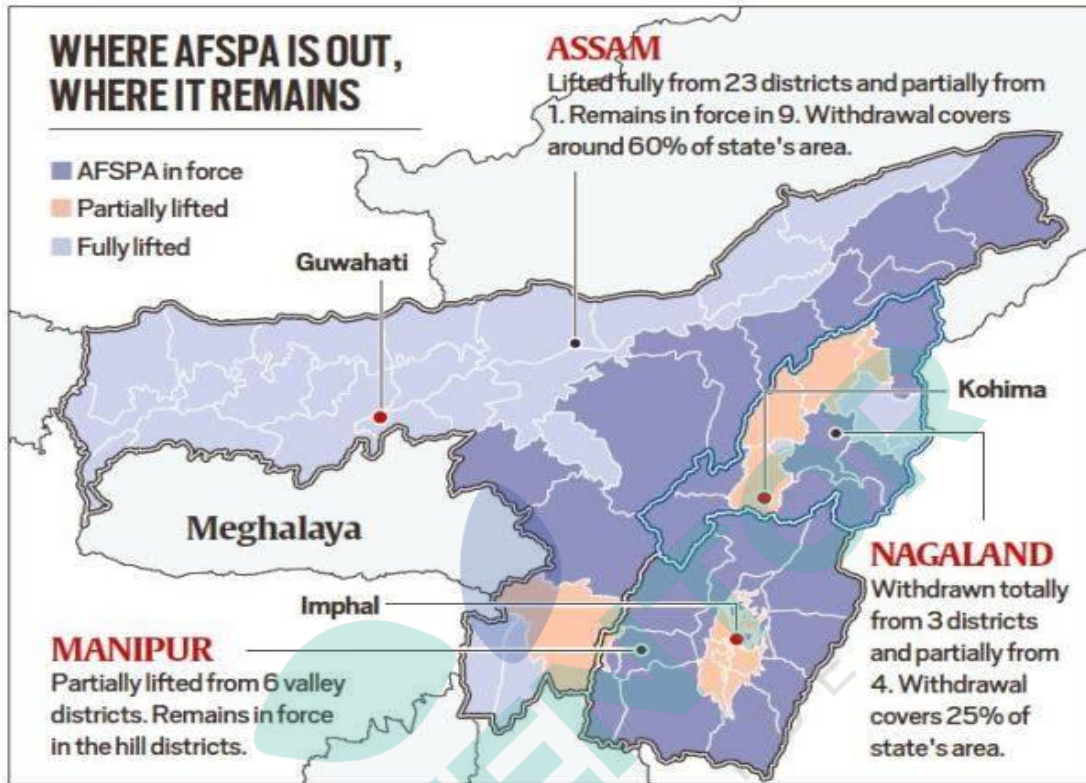 WHERE AFSPA IS OUT,
WHERE IT REMAINS
AFSPA in force
Partially lifted
Fully lifted
ASSAM
Lifted fully from 23 districts and partially from
1. Remains in force in 9. Withdrawal covers
around 60% of state's area.
Guwahati
Kohima
Meghalaya
Imphal
MANIPUR
Partially lifted from 6 valley
districts. Remains in force
in the hill districts.
NAGALAND
Withdrawn totally
from 3 districts
and partially from
4. Withdrawal
covers 25% of
state's area.